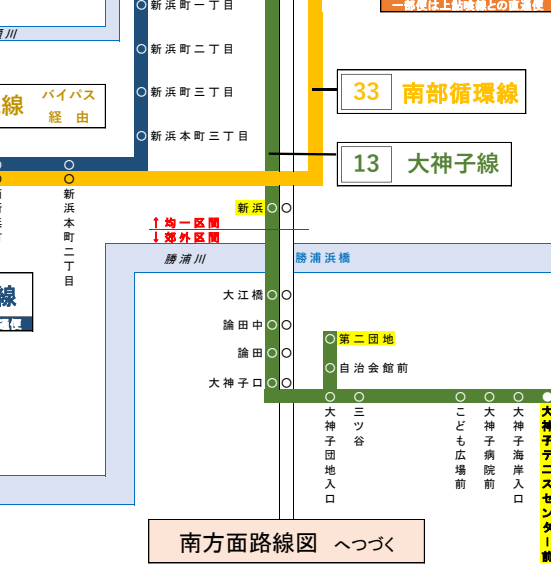 新浜町一丁目
一部便は上鮎喰線との直通便
川
新浜町二丁目
新浜町三丁目
33 南部循環線
線
バイパス
経由
新浜本町三丁目
13 大神子線
新浜本町二丁目
新浜
↑均一区間
↓郊外区間
勝浦川
勝浦浜橋
線
通便
大江橋
論田中
論田
大神子口
第二団地
自治会館前
大神子団地入口
三ツ谷
こども広場前
大神子病院前
大神子海岸入口
大神子テニスセンター前
南方面路線図 へつづく